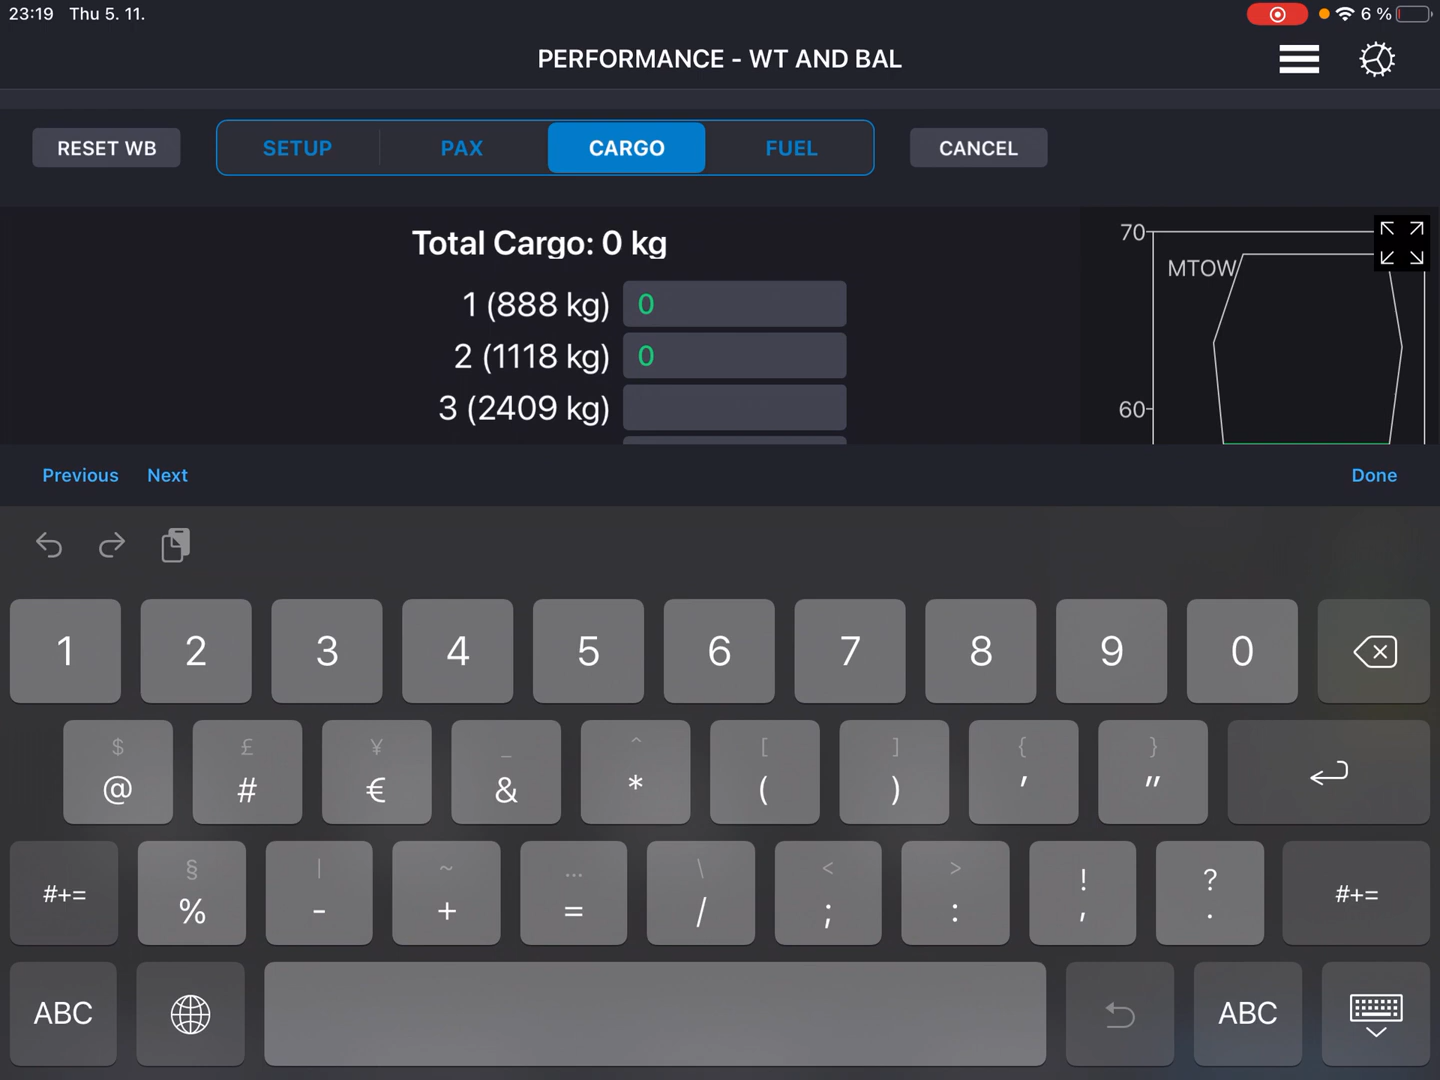 23:19 Thu 5. 11. 6 %
PERFORMANCE - WT AND BAL
RESET WB SETUP PAX CARGO FUEL CANCEL
Total Cargo: 0 kg
1 (888 kg) 0
2 (1118 kg) 0
3 (2409 kg)
70
MTOW
60
Previous Next Done
1 2 3 4 5 6 7 8 9 0
$ £ ¥ _ ^ [ ] { }
@ # € & * ( ) ' "
§ | ~ … \ < > ! ?
#+= % - + = / ; : , . #+=
ABC ABC